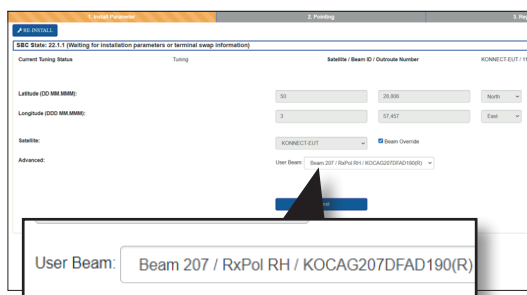 1. Install Parameter 2. Pointing 3. Reg
RE-INSTALL
SBC State: 22.1.1 (Waiting for installation parameters or terminal swap information)
Current Tuning Status Tuning Satellite / Beam ID / Outroute Number KONNECT-EUT / 11
Latitude (DD MM.MMM): 50 28,806 North
Longitude (DDD MM.MMM): 3 57,457 East
Satellite: KONNECT-EUT Beam Override
Advanced: User Beam: Beam 207 / RxPol RH / KOCAG207DFAD190(R)
User Beam: Beam 207 / RxPol RH / KOCAG207DFAD190(R)